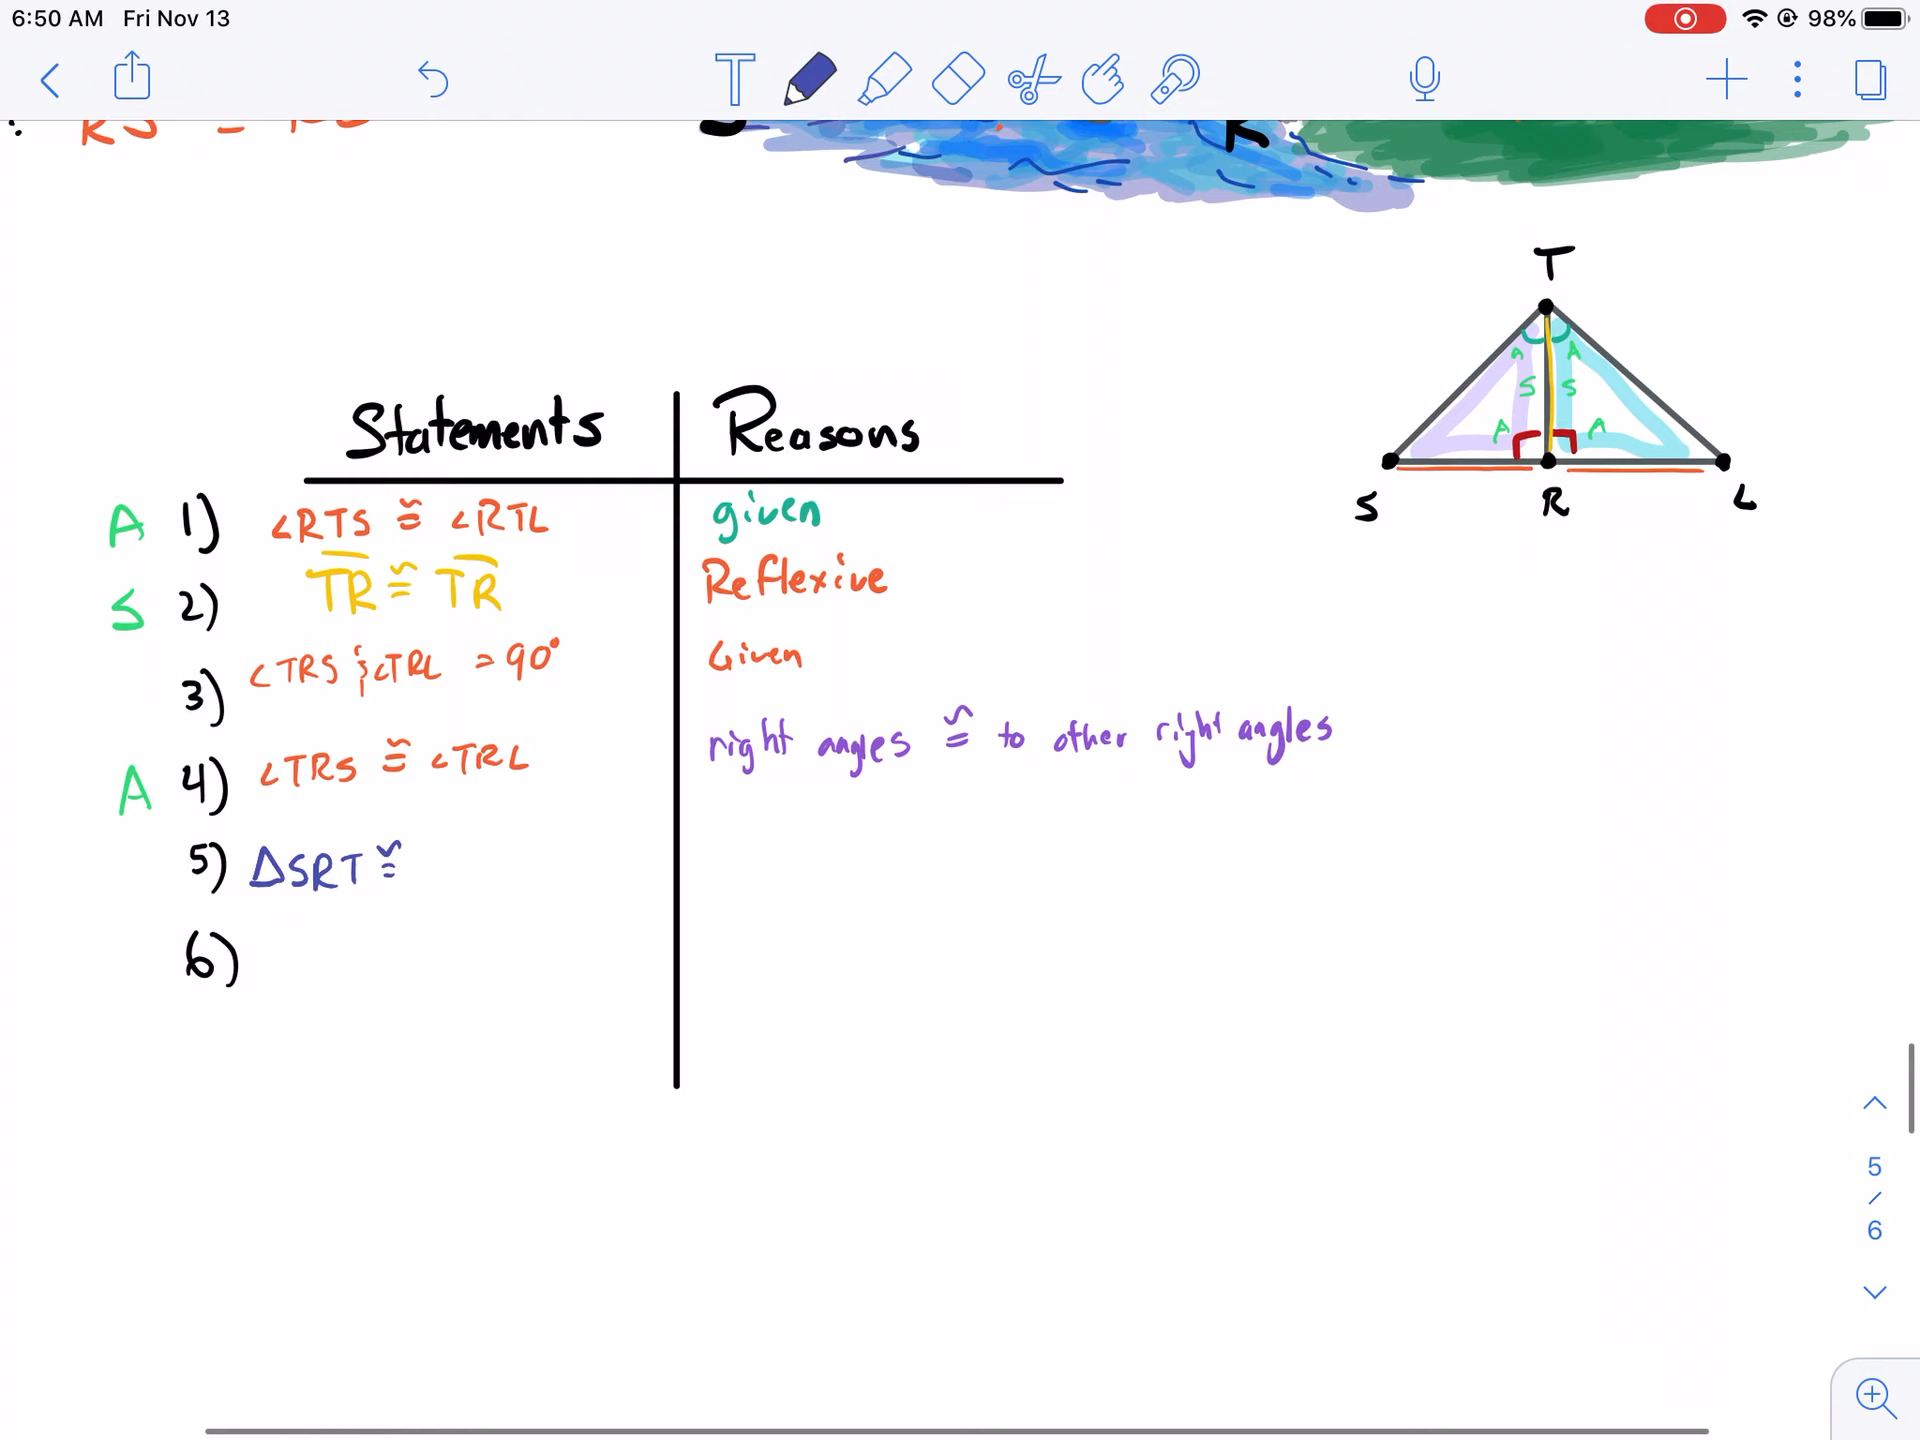 6:50 AM Fri Nov 13
98%
T
S R
T
A A
S S
A A
S R L
Statements Reasons
A 1) ∠RTS ≅ ∠RTL given
S 2) TR ≅ TR Reflexive
3) ∠TRS & ∠TRL = 90° Given
A 4) ∠TRS ≅ ∠TRL right angles ≅ to other right angles
5) ΔSRT ≅
6)
5
/
6